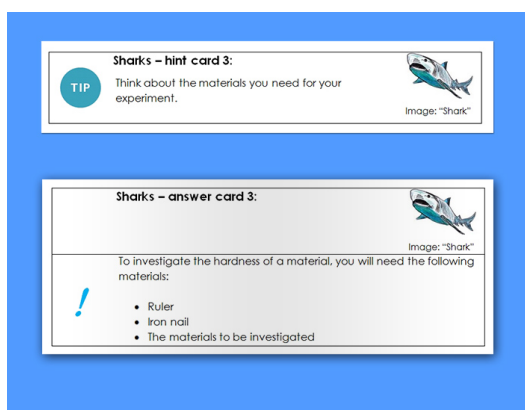 Sharks – hint card 3:
TIP
Think about the materials you need for your
experiment.
Image: “Shark”
Sharks – answer card 3:
Image: “Shark”
To investigate the hardness of a material, you will need the following
materials:
!
• Ruler
• Iron nail
• The materials to be investigated